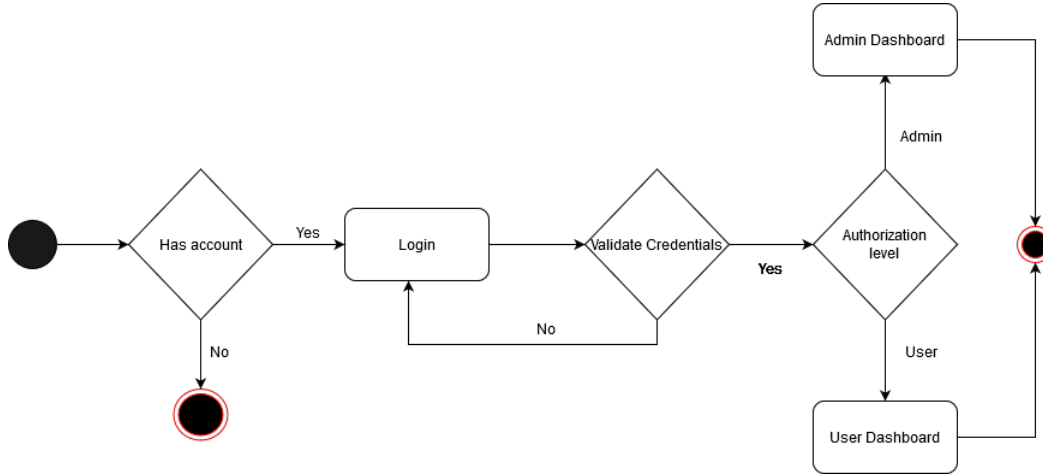 Admin Dashboard
Admin
Has account
Yes
Login
Validate Credentials
Yes
Authorization
level
No
No
User
User Dashboard